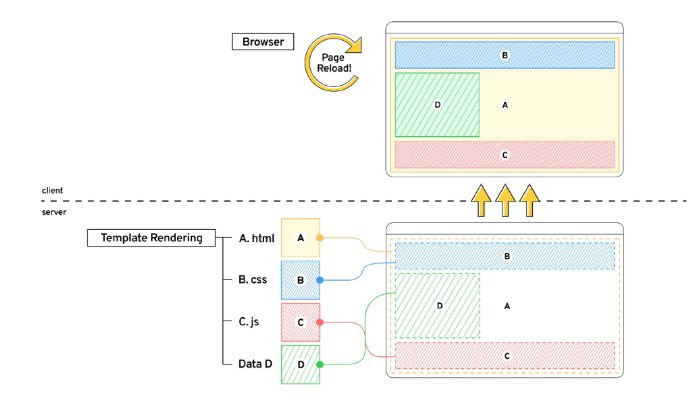 Browser
Page
Reload!
B
D
A
C
client
server
Template Rendering
A. html
A
B. css
B
C. js
C
Data D
D
B
D
A
C